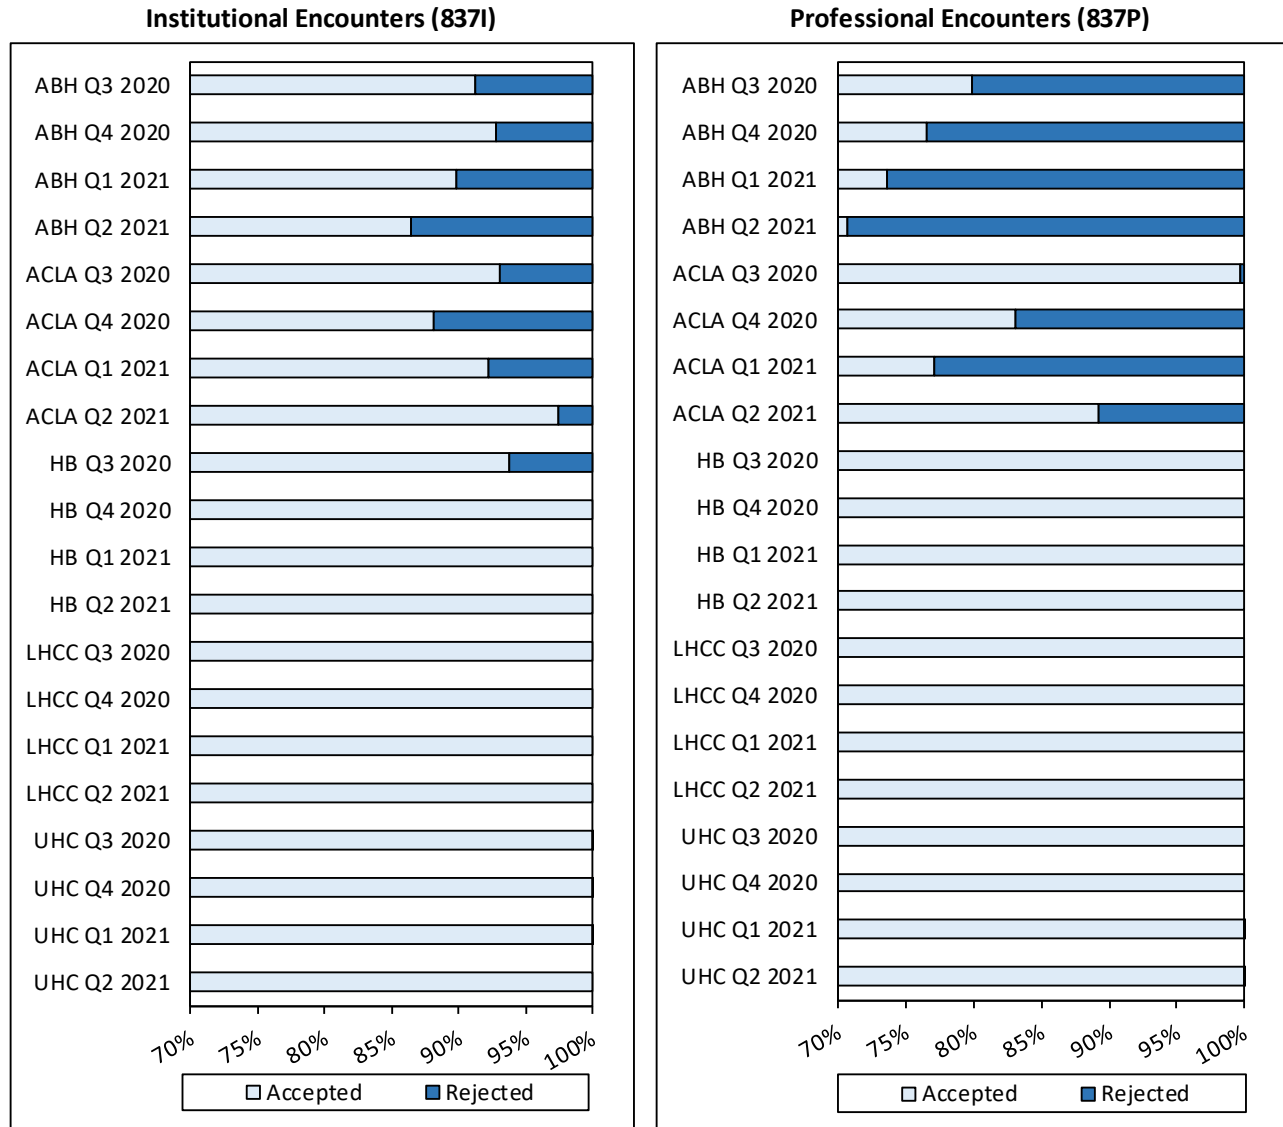 Institutional Encounters (837I)
ABH Q3 2020
ABH Q4 2020
ABH Q1 2021
ABH Q2 2021
ACLA Q3 2020
ACLA Q4 2020
ACLA Q1 2021
ACLA Q2 2021
HB Q3 2020
HB Q4 2020
HB Q1 2021
HB Q2 2021
LHCC Q3 2020
LHCC Q4 2020
LHCC Q1 2021
LHCC Q2 2021
UHC Q3 2020
UHC Q4 2020
UHC Q1 2021
UHC Q2 2021
70% 75% 80% 85% 90% 95% 100%
Accepted Rejected
Professional Encounters (837P)
ABH Q3 2020
ABH Q4 2020
ABH Q1 2021
ABH Q2 2021
ACLA Q3 2020
ACLA Q4 2020
ACLA Q1 2021
ACLA Q2 2021
HB Q3 2020
HB Q4 2020
HB Q1 2021
HB Q2 2021
LHCC Q3 2020
LHCC Q4 2020
LHCC Q1 2021
LHCC Q2 2021
UHC Q3 2020
UHC Q4 2020
UHC Q1 2021
UHC Q2 2021
70% 75% 80% 85% 90% 95% 100%
Accepted Rejected